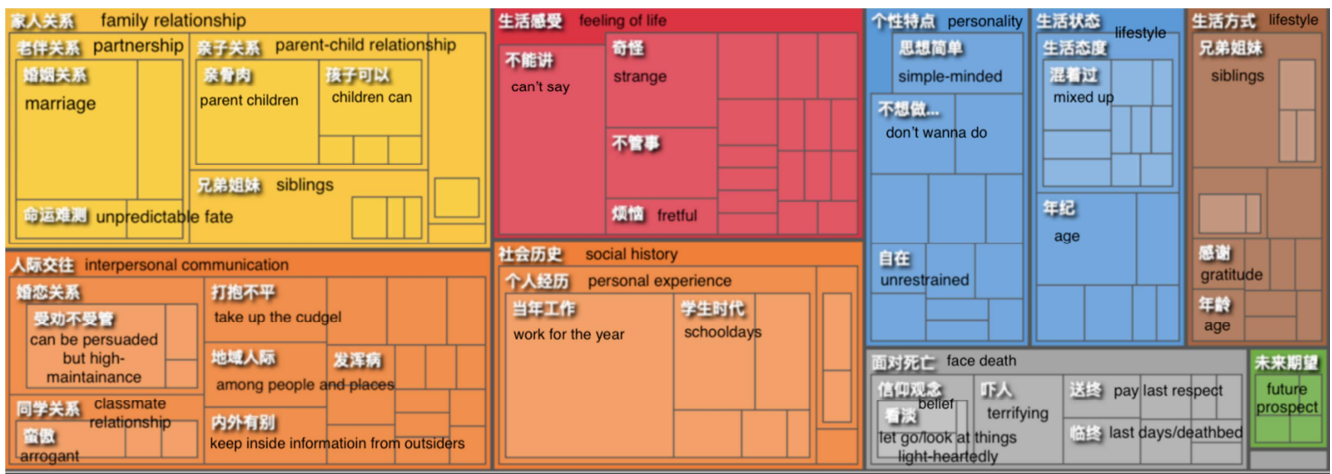 家人关系 family relationship
老伴关系 partnership
婚姻关系
marriage
命运难测 unpredictable fate
亲子关系 parent-child relationship
亲骨肉
parent children
孩子可以
children can
兄弟姐妹 siblings
生活感受 feeling of life
不能讲
can't say
奇怪
strange
不管事
烦恼 fretful
个性特点 personality
思想简单
simple-minded
不想做...
don't wanna do
自在
unrestrained
生活状态
lifestyle
生活态度
混着过
mixed up
年纪
age
生活方式 lifestyle
兄弟姐妹
siblings
感谢
gratitude
年龄
age
人际交往 interpersonal communication
婚恋关系
受劝不受管
can be persuaded
but high-
maintainance
同学关系 classmate
relationship
蛮傲
arrogant
打抱不平
take up the cudgel
地域人际
among people and places
发浑病
内外有别
keep inside informatioin from outsiders
社会历史 social history
个人经历 personal experience
当年工作
work for the year
学生时代
schooldays
面对死亡 face death
信仰观念
belief
看淡
let go/look at things
light-heartedly
吓人
terrifying
送终 pay last respect
临终 last days/deathbed
未来期望
future
prospect